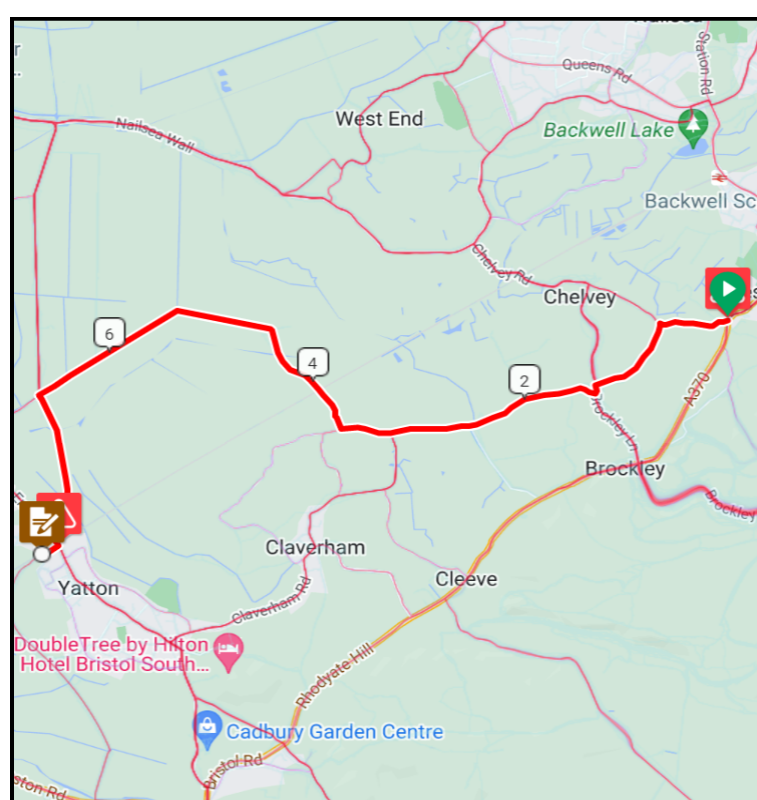 Queens Rd
Station Rd
West End
Nailsea Wall
Backwell Lake
Backwell Sc
Chelvey Rd
Chelvey
6
4
2
A370
Brockley Ln
Brockley
Brockley
Claverham
Cleeve
Yatton
Claverham Rd
DoubleTree by Hilton
Hotel Bristol South...
Rhodyate Hill
Cadbury Garden Centre
Bristol Rd
ston Rd